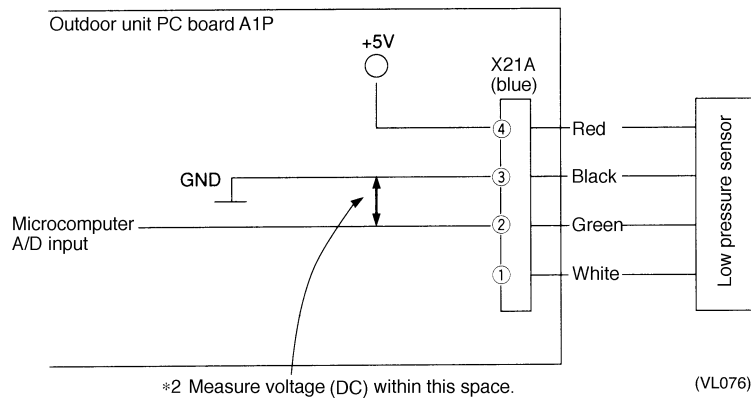 Outdoor unit PC board A1P
+5V
X21A
(blue)
④ Red
GND ③ Black
Microcomputer
A/D input
② Green
① White
Low pressure sensor
*2 Measure voltage (DC) within this space.
(VL076)